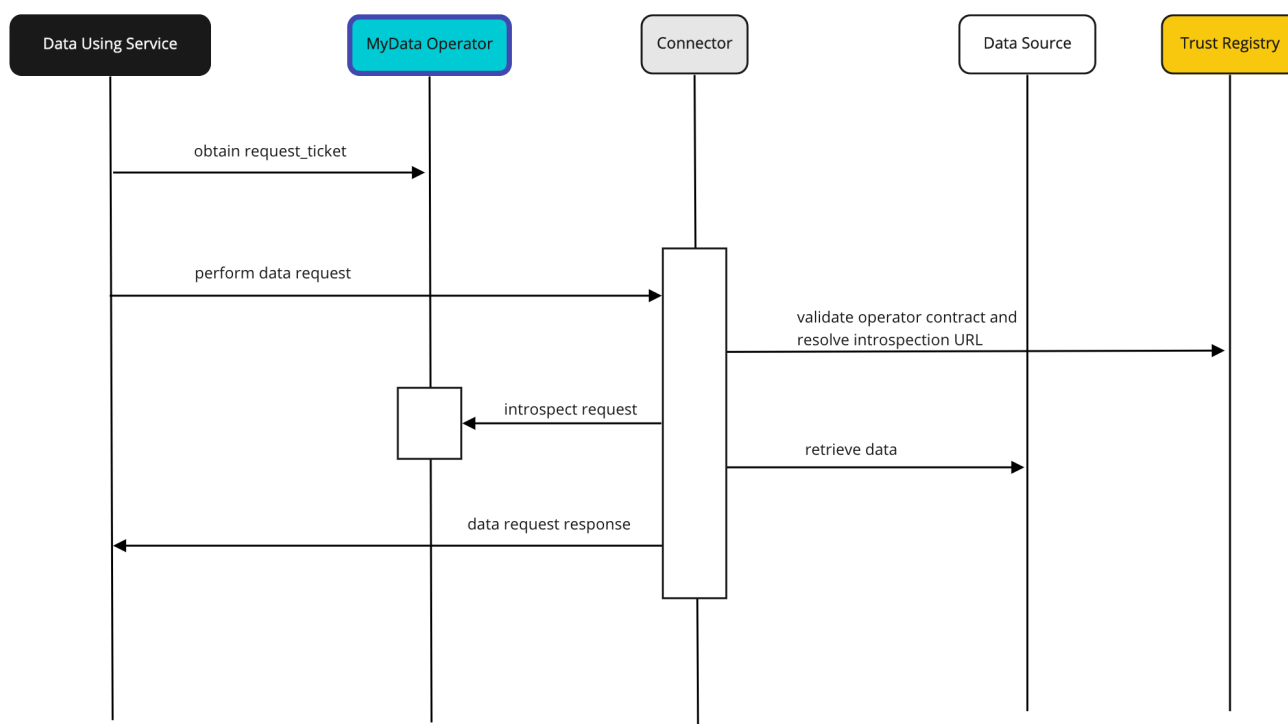 Data Using Service
MyData Operator
Connector
Data Source
Trust Registry
obtain request_ticket
perform data request
validate operator contract and
resolve introspection URL
introspect request
retrieve data
data request response